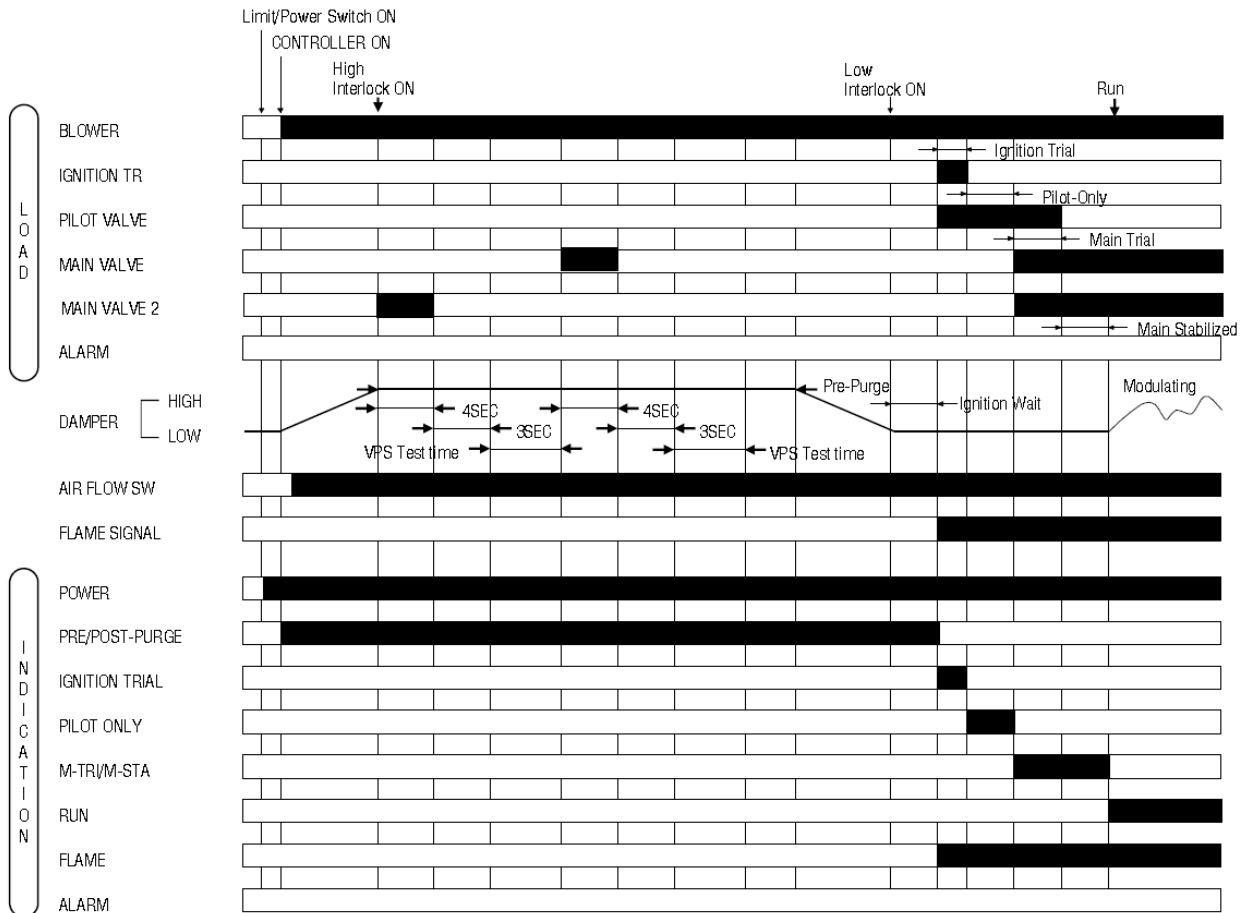 Limit/Power Switch ON
CONTROLLER ON
High
Interlock ON
Low
Interlock ON
Run
LOAD
BLOWER
Ignition Trial
IGNITION TR
Pilot-Only
PILOT VALVE
Main Trial
MAIN VALVE
MAIN VALVE 2
Main Stabilized
ALARM
DAMPER
HIGH
LOW
Pre-Purge
Modulating
Ignition Wait
4SEC
4SEC
3SEC
3SEC
VPS Test time
VPS Test time
AIR FLOW SW
FLAME SIGNAL
INDICATION
POWER
PRE/POST-PURGE
IGNITION TRIAL
PILOT ONLY
M-TRI/M-STA
RUN
FLAME
ALARM